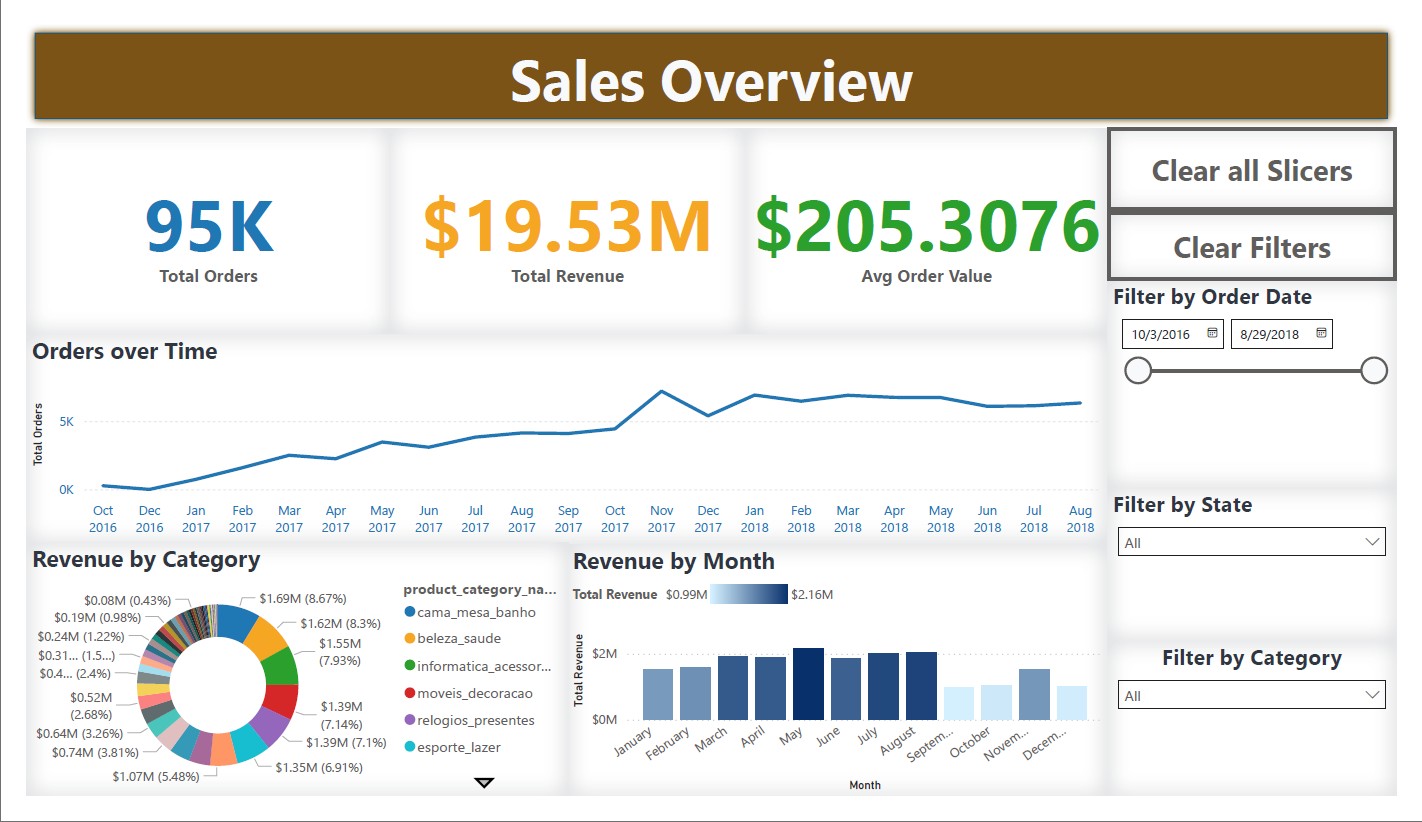 Sales Overview
95K
Total Orders
$19.53M
Total Revenue
$205.3076
Avg Order Value
Clear all Slicers
Clear Filters
Filter by Order Date
10/3/2016
8/29/2018
Filter by State
All
Filter by Category
All
Orders over Time
Total Orders
5K
0K
Oct 2016
Dec 2016
Jan 2017
Feb 2017
Mar 2017
Apr 2017
May 2017
Jun 2017
Jul 2017
Aug 2017
Sep 2017
Oct 2017
Nov 2017
Dec 2017
Jan 2018
Feb 2018
Mar 2018
Apr 2018
May 2018
Jun 2018
Jul 2018
Aug 2018
Revenue by Category
$1.69M (8.67%)
$1.62M (8.3%)
$1.55M
(7.93%)
$1.39M
(7.14%)
$1.39M (7.1%)
$1.35M (6.91%)
$1.07M (5.48%)
$0.74M (3.81%)
$0.64M (3.26%)
$0.52M
(2.68%)
$0.4... (2.4%)
$0.31... (1.5...)
$0.24M (1.22%)
$0.19M (0.98%)
$0.08M (0.43%)
product_category_na...
cama_mesa_banho
beleza_saude
informatica_acessor...
moveis_decoracao
relogios_presentes
esporte_lazer
Revenue by Month
Total Revenue $0.99M $2.16M
Total Revenue
$2M
$0M
January
February
March
April
May
June
July
August
Septem...
October
Novem...
Decem...
Month